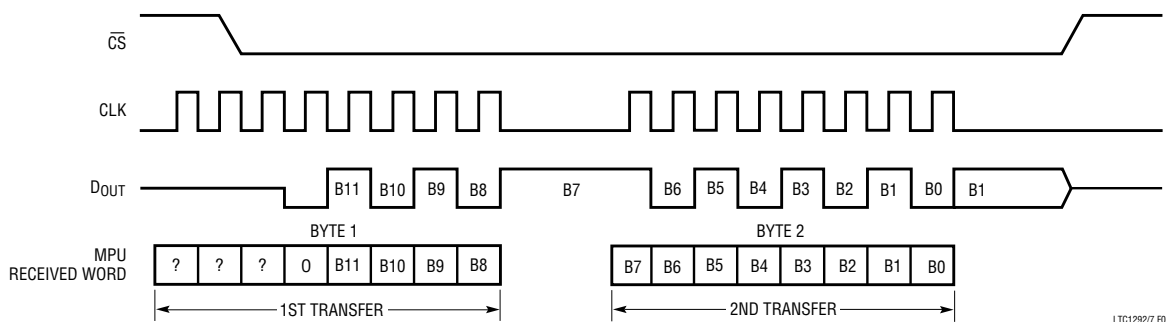 CS
CLK
DOUT
B11 B10 B9 B8 B7 B6 B5 B4 B3 B2 B1 B0 B1
BYTE 1 BYTE 2
MPU
RECEIVED WORD
? ? ? O B11 B10 B9 B8 B7 B6 B5 B4 B3 B2 B1 B0
1ST TRANSFER 2ND TRANSFER
LTC1292/7 F0